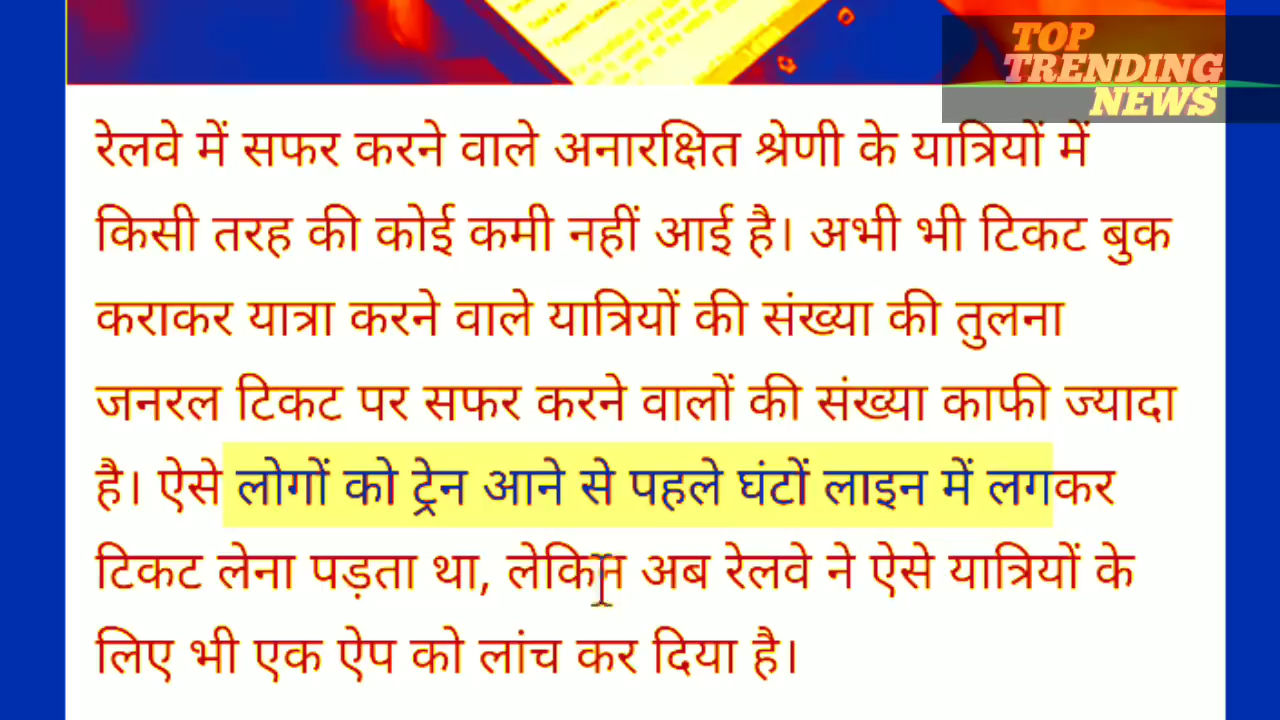 TOP
TRENDING
NEWS
रेलवे में सफर करने वाले अनारक्षित श्रेणी के यात्रियों में
किसी तरह की कोई कमी नहीं आई है। अभी भी टिकट बुक
कराकर यात्रा करने वाले यात्रियों की संख्या की तुलना
जनरल टिकट पर सफर करने वालों की संख्या काफी ज्यादा
है। ऐसे लोगों को ट्रेन आने से पहले घंटों लाइन में लगकर
टिकट लेना पड़ता था, लेकिन अब रेलवे ने ऐसे यात्रियों के
लिए भी एक ऐप को लांच कर दिया है।